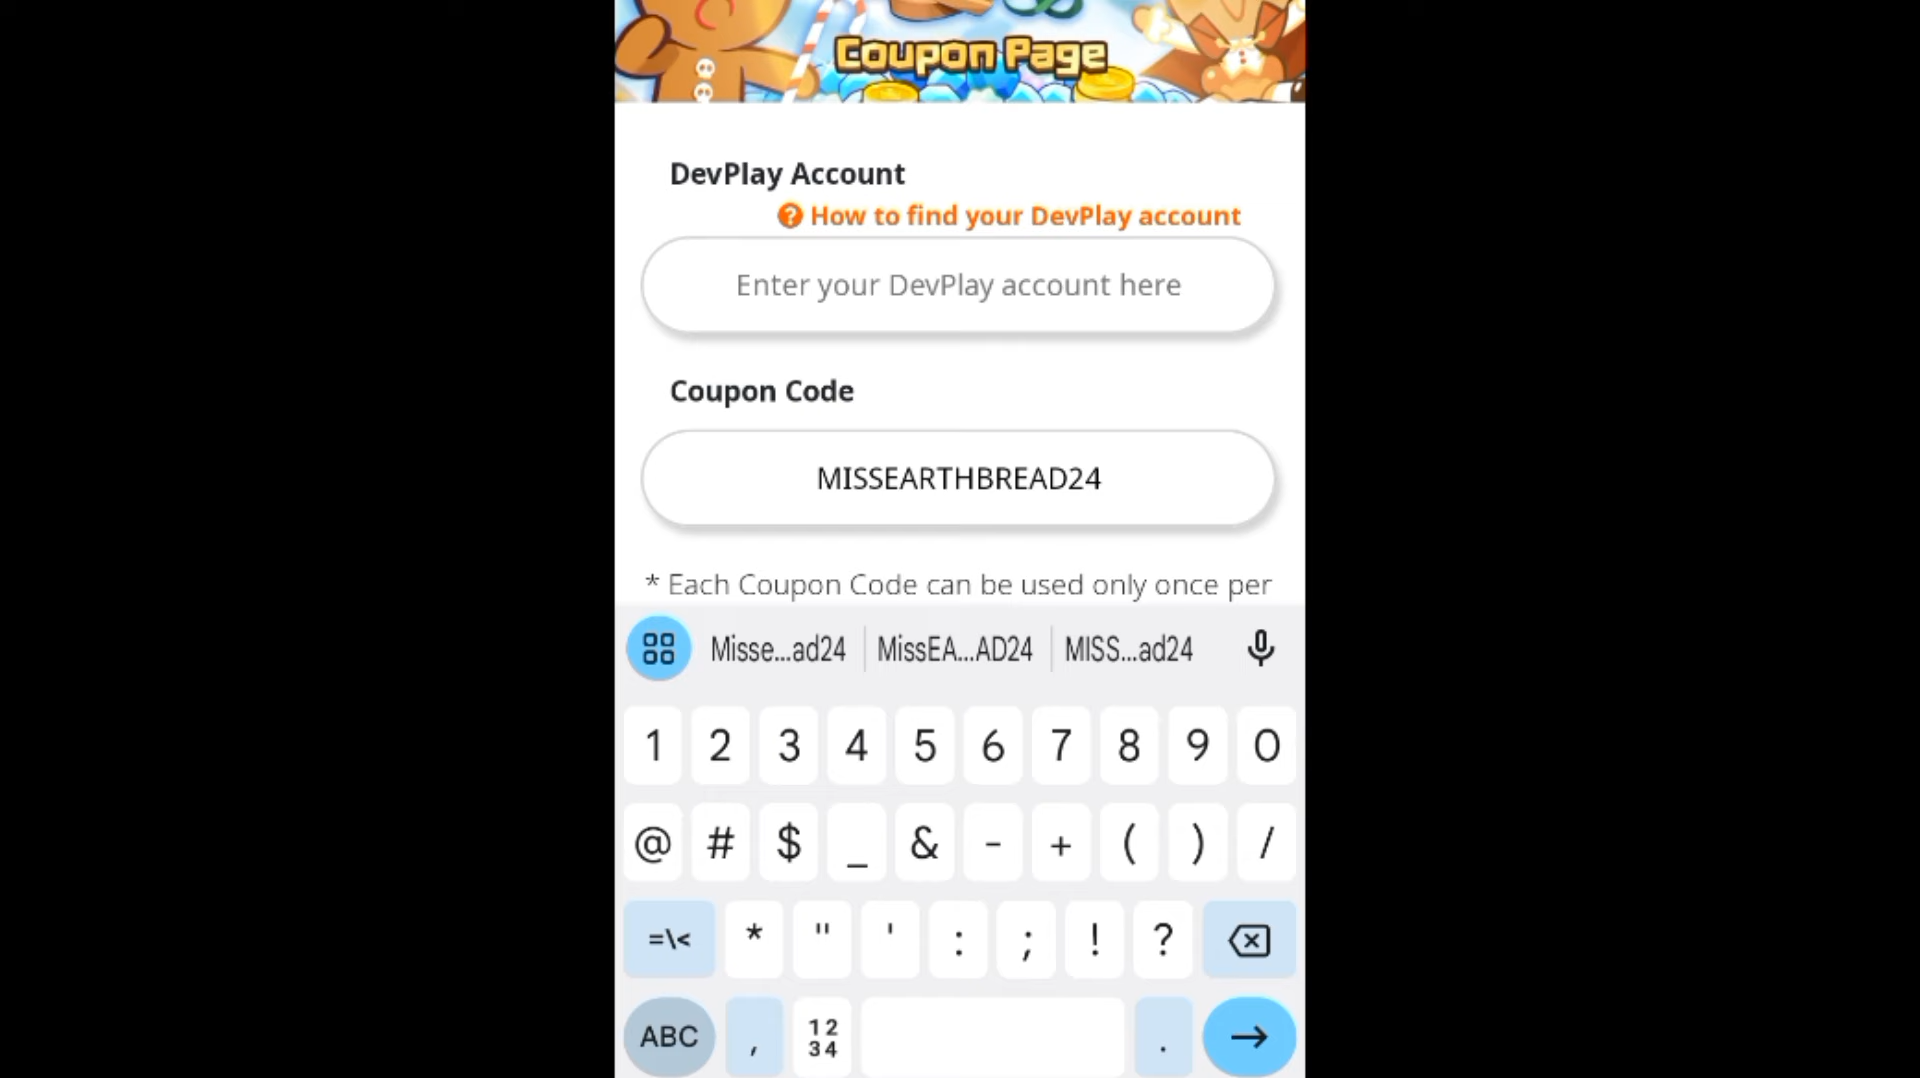 Coupon Page
DevPlay Account
? How to find your DevPlay account
Enter your DevPlay account here
Coupon Code
MISSEARTHBREAD24
* Each Coupon Code can be used only once per
Misse...ad24 MissEA...AD24 MISS...ad24
1 2 3 4 5 6 7 8 9 0
@ # $ _ & - + ( ) /
=\< * " ' : ; ! ?
ABC , 12 .
34